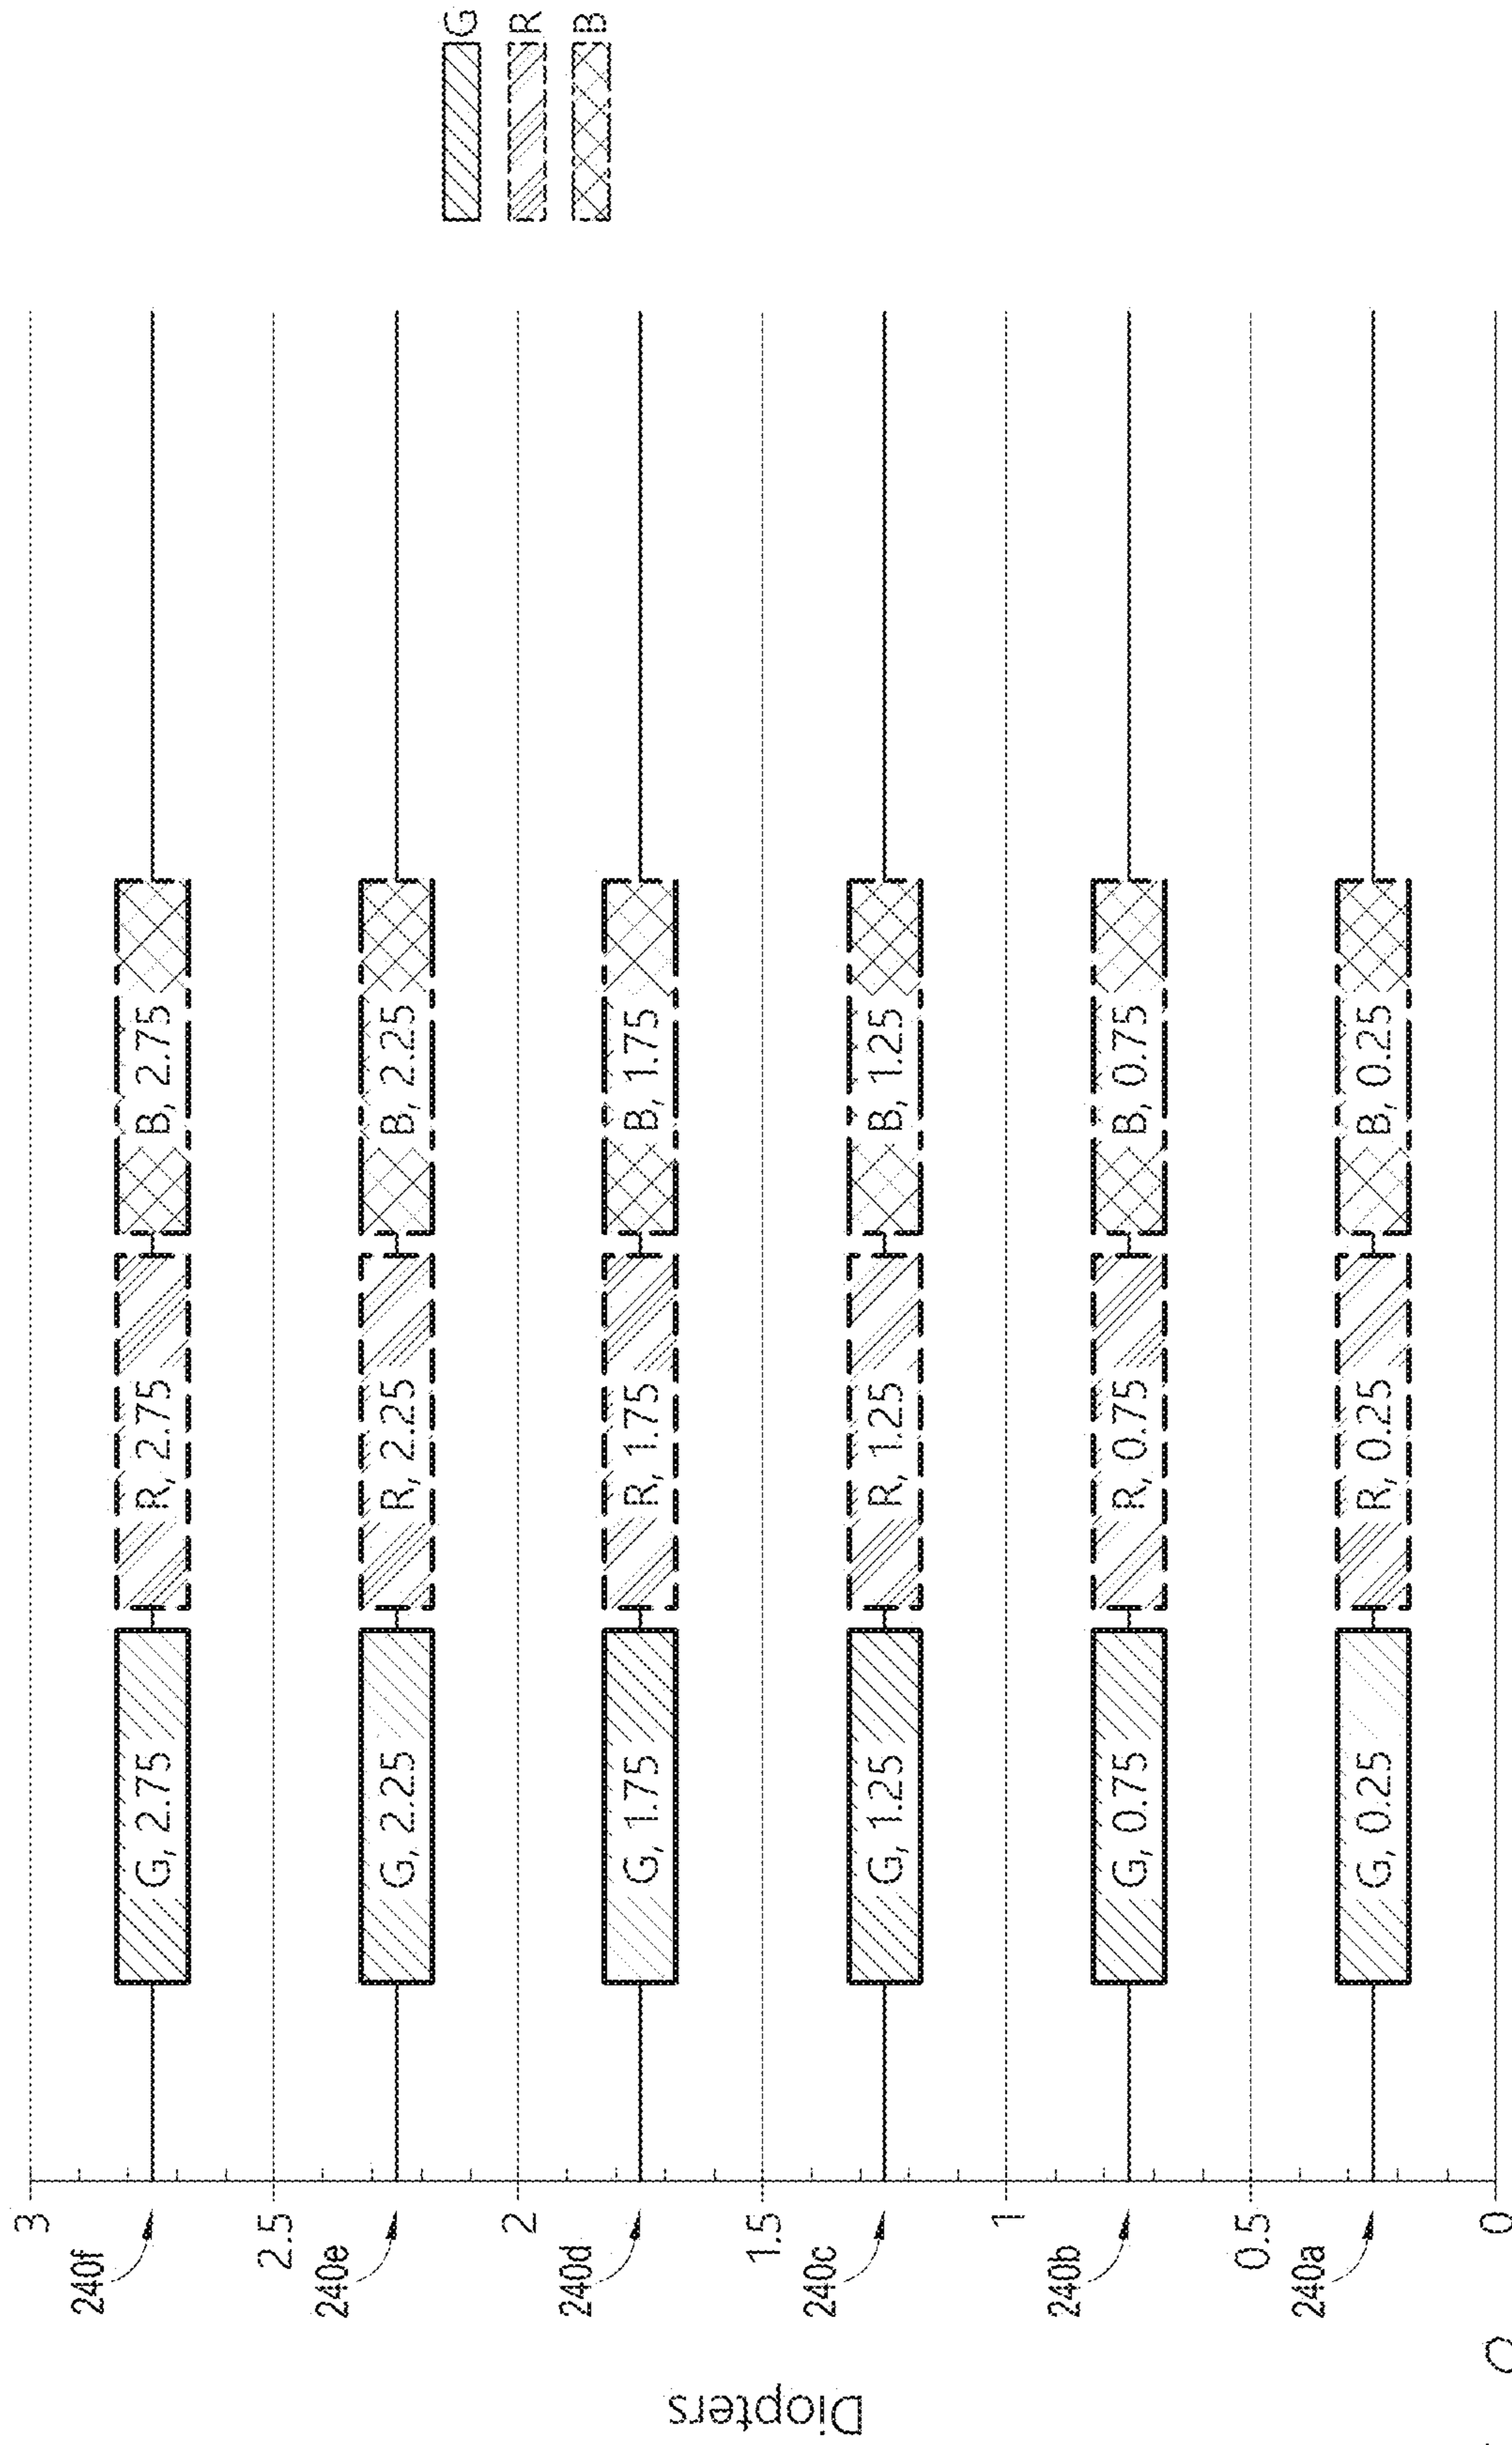 3
240f
G, 2.75
R, 2.75
B, 2.75
2.5
240e
G, 2.25
R, 2.25
B, 2.25
2
240d
G, 1.75
R, 1.75
B, 1.75
1.5
240c
G, 1.25
R, 1.25
B, 1.25
1
240b
G, 0.75
R, 0.75
B, 0.75
0.5
240a
G, 0.25
R, 0.25
B, 0.25
0
Diopters
G
R
B